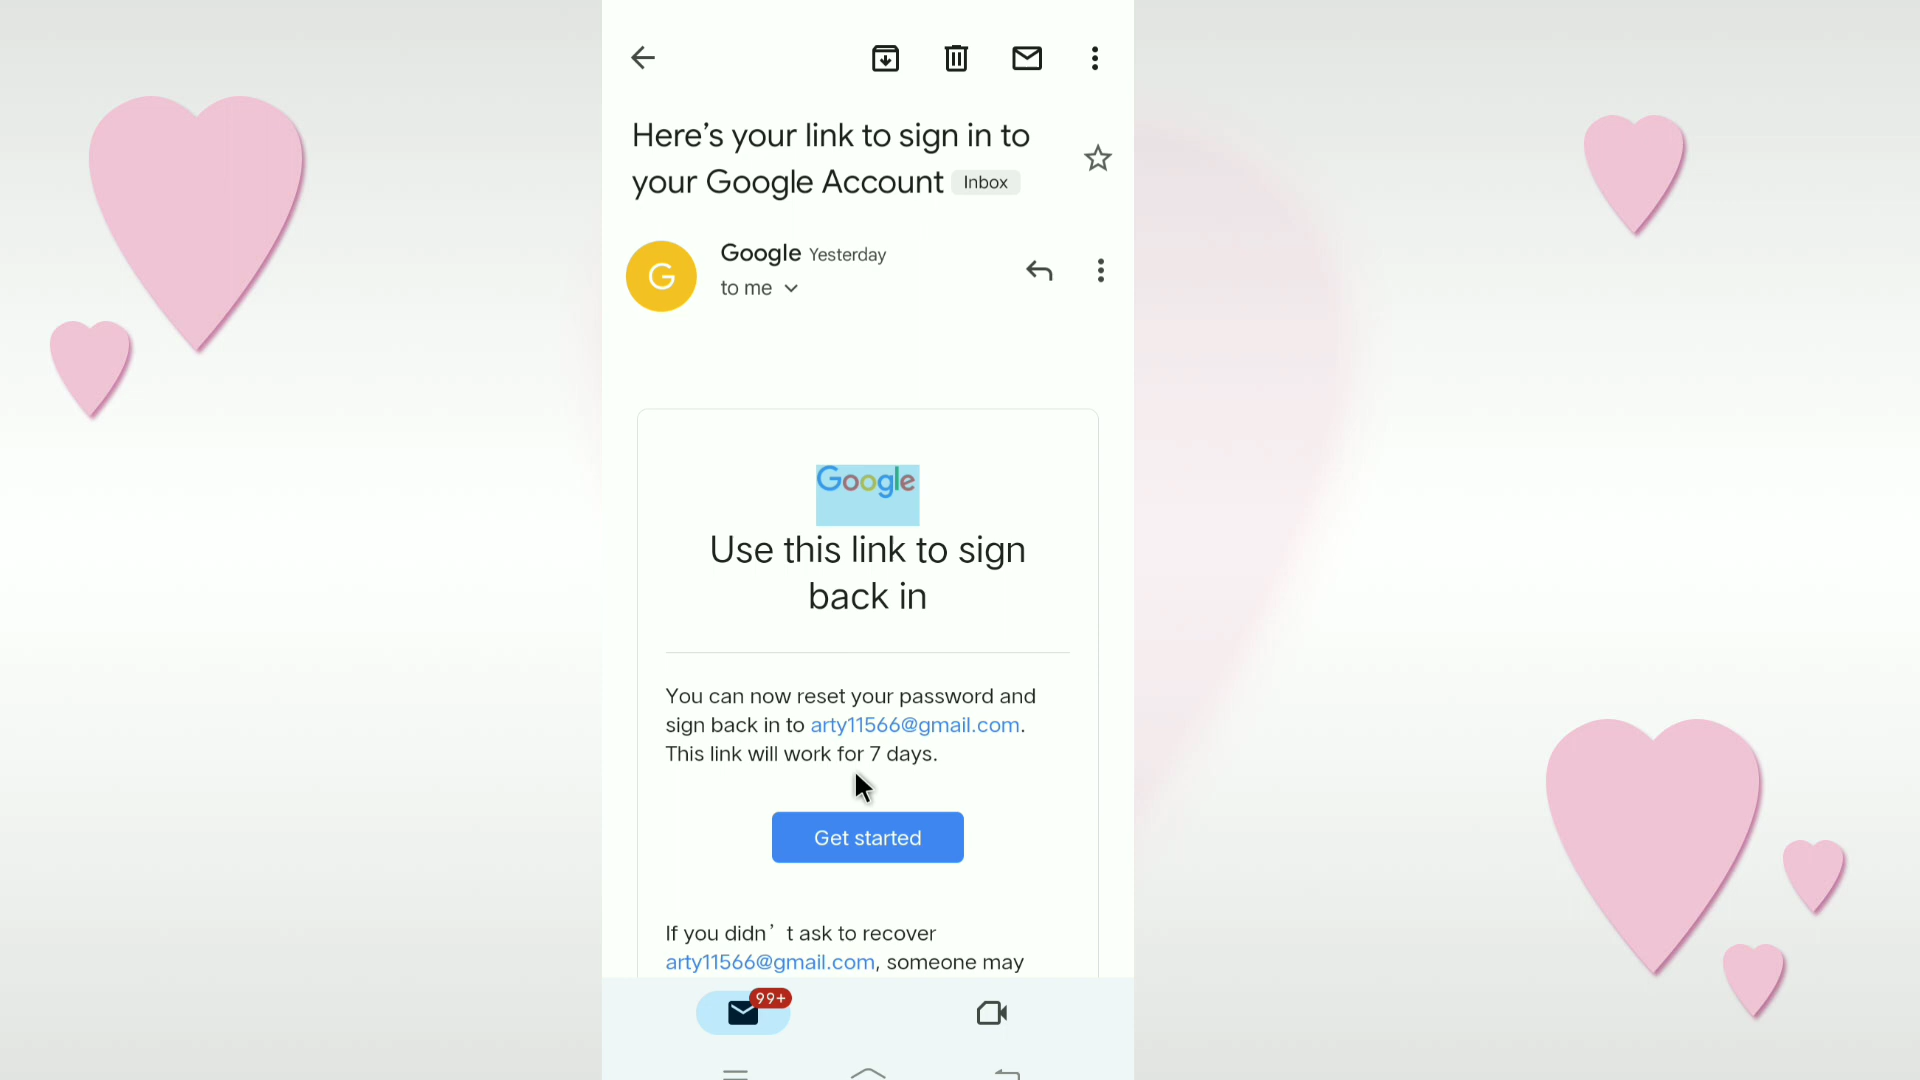 Here's your link to sign in to
your Google Account Inbox
G
Google Yesterday
to me
Google
Use this link to sign
back in
You can now reset your password and
sign back in to arty11566@gmail.com.
This link will work for 7 days.
Get started
If you didn't ask to recover
arty11566@gmail.com, someone may
99+